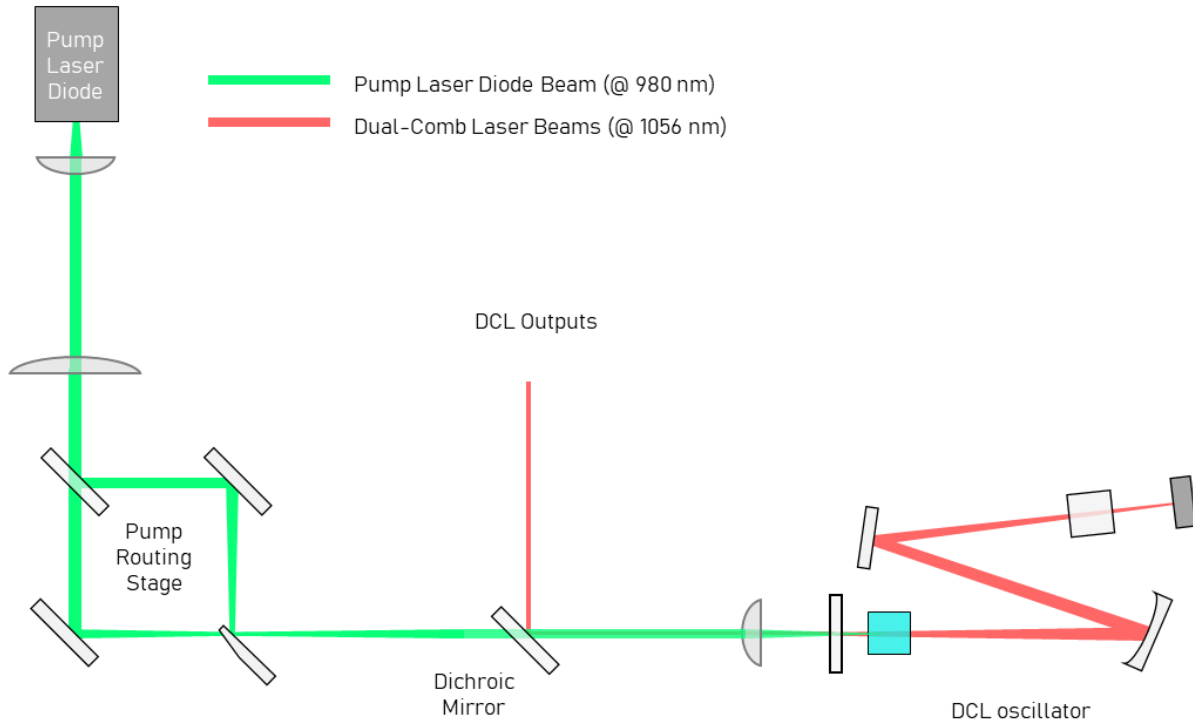 Pump
Laser
Diode
Pump Laser Diode Beam (@ 980 nm)
Dual-Comb Laser Beams (@ 1056 nm)
DCL Outputs
Pump
Routing
Stage
Dichroic
Mirror
DCL oscillator